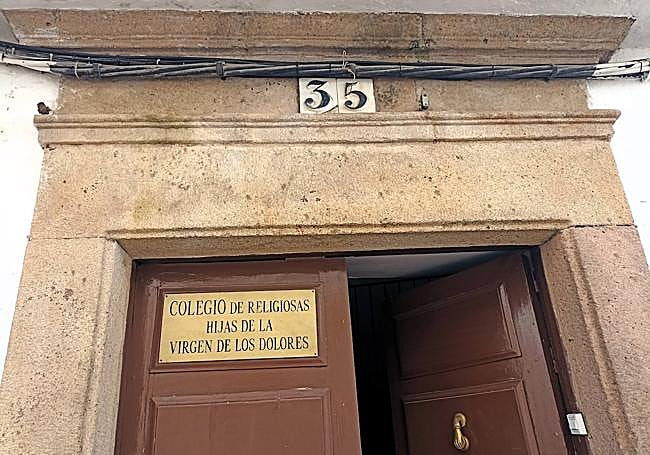 35
COLEGIO DE RELIGIOSAS
HIJAS DE LA
VIRGEN DE LOS DOLORES